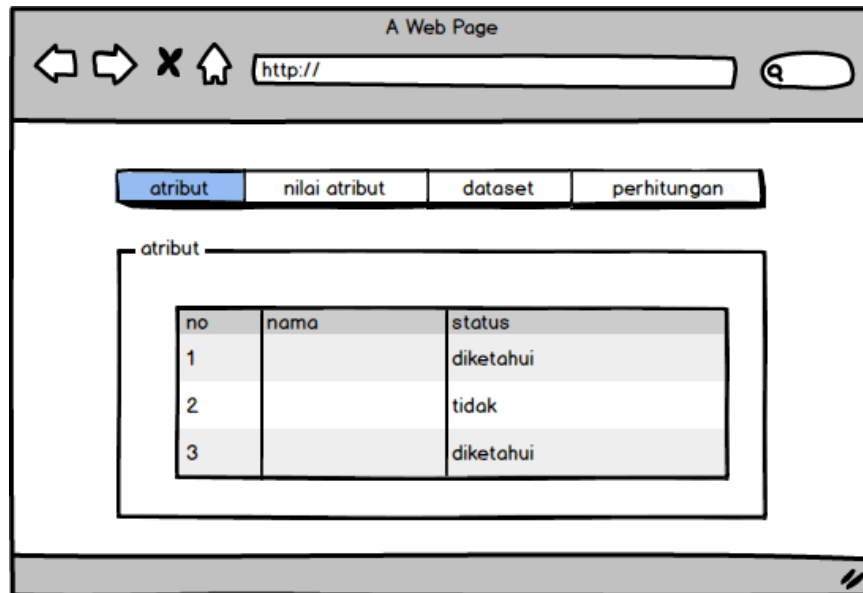 A Web Page
http://
atribut nilai atribut dataset perhitungan
atribut
no nama status
1 diketahui
2 tidak
3 diketahui